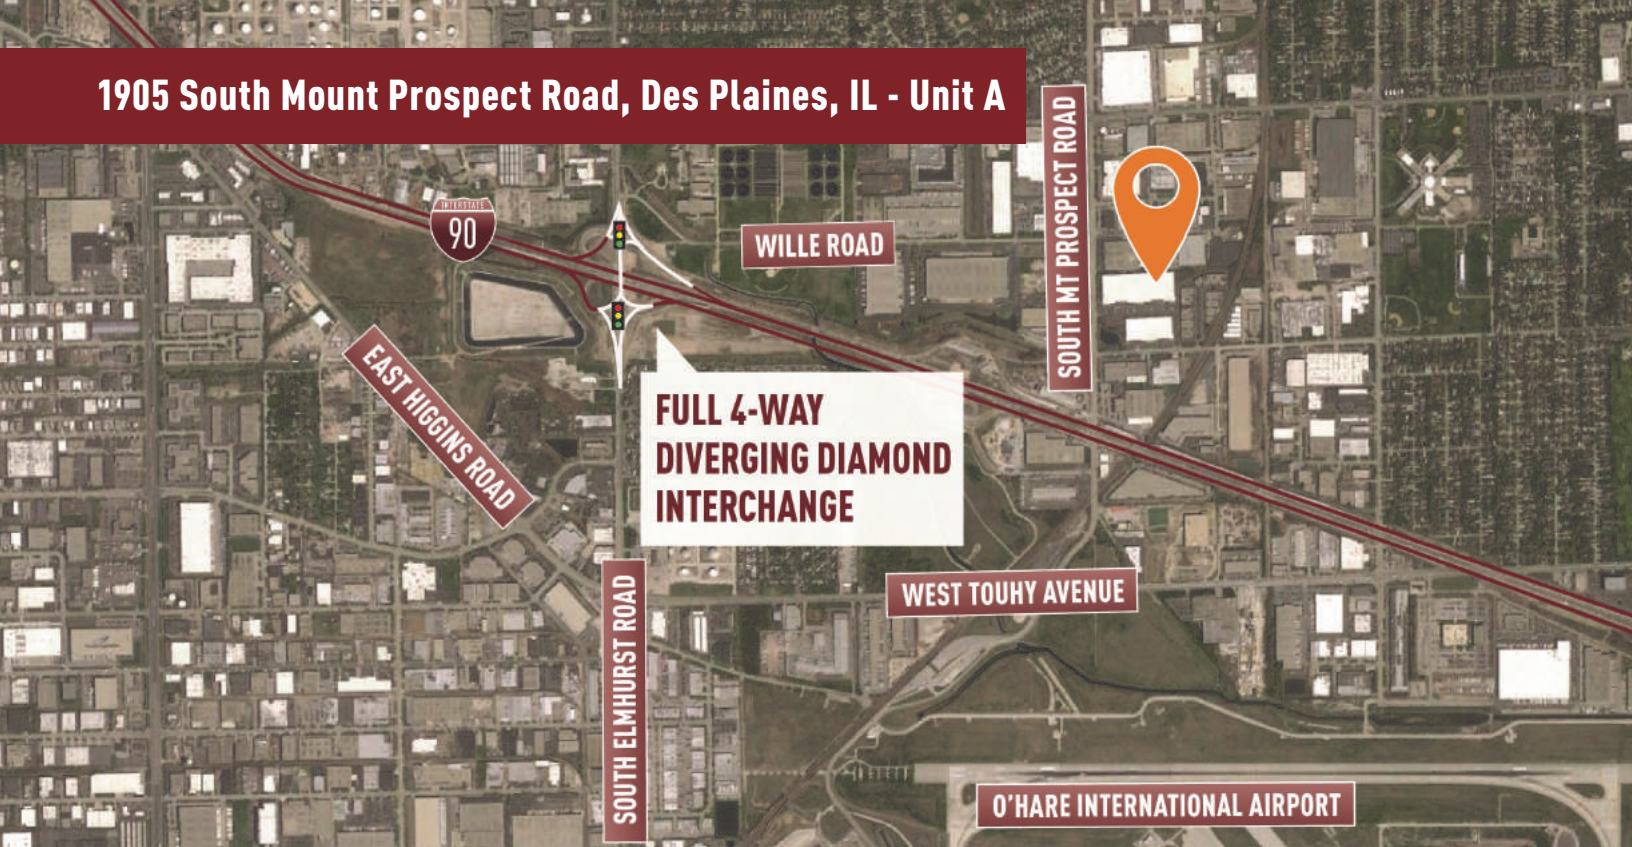 1905 South Mount Prospect Road, Des Plaines, IL - Unit A
SOUTH MT PROSPECT ROAD
INTERSTATE
90
WILLE ROAD
EAST HIGGINS ROAD
FULL 4-WAY
DIVERGING DIAMOND
INTERCHANGE
WEST TOUHY AVENUE
SOUTH ELMHURST ROAD
O'HARE INTERNATIONAL AIRPORT